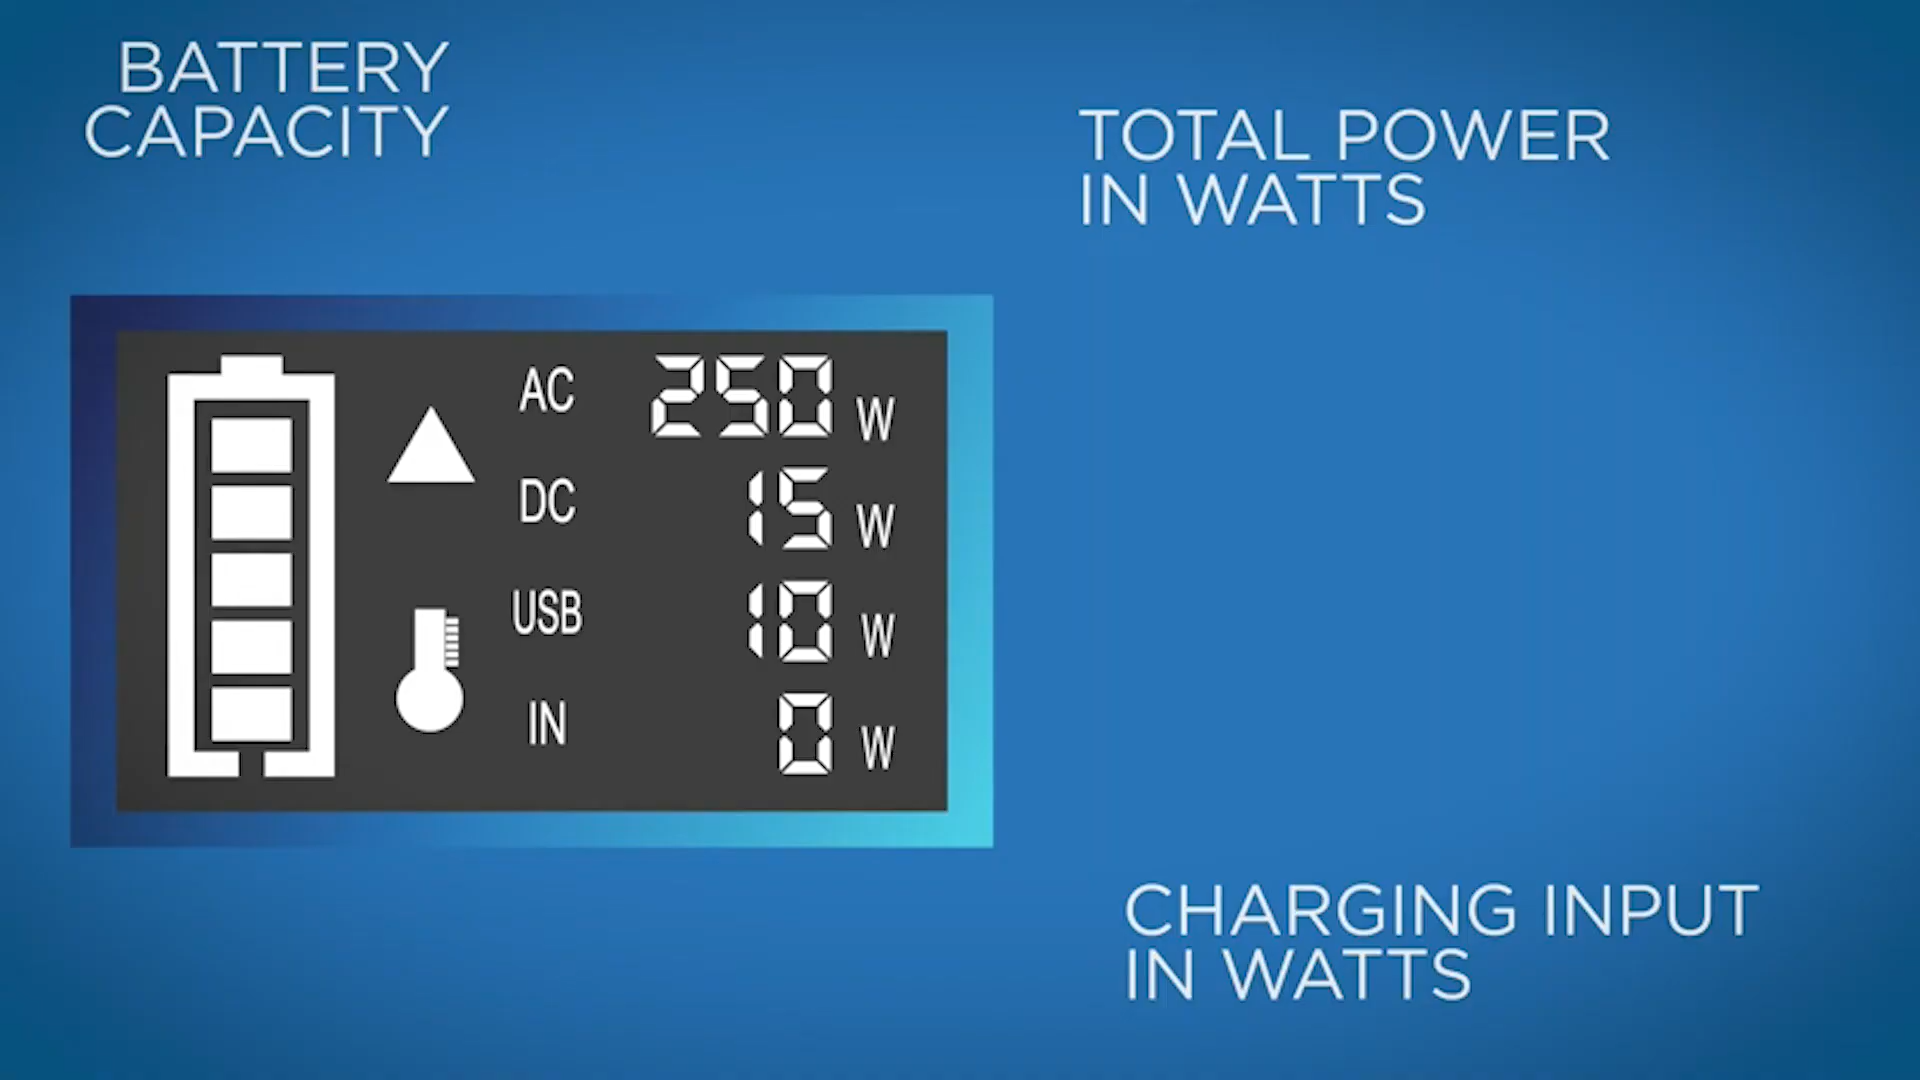 BATTERY
CAPACITY
TOTAL POWER
IN WATTS
AC 250 W
DC 15 W
USB 10 W
IN 0 W
CHARGING INPUT
IN WATTS